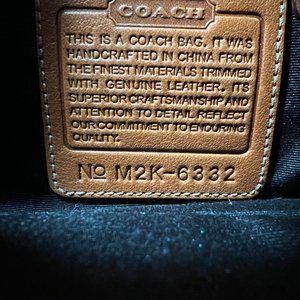 COACH
THIS IS A COACH BAG. IT WAS
HANDCRAFTED IN CHINA FROM
THE FINEST MATERIALS TRIMMED
WITH GENUINE LEATHER. ITS
SUPERIOR CRAFTSMANSHIP AND
ATTENTION TO DETAIL REFLECT
OUR COMMITMENT TO ENDURING
QUALITY.
Nº M2K-6332